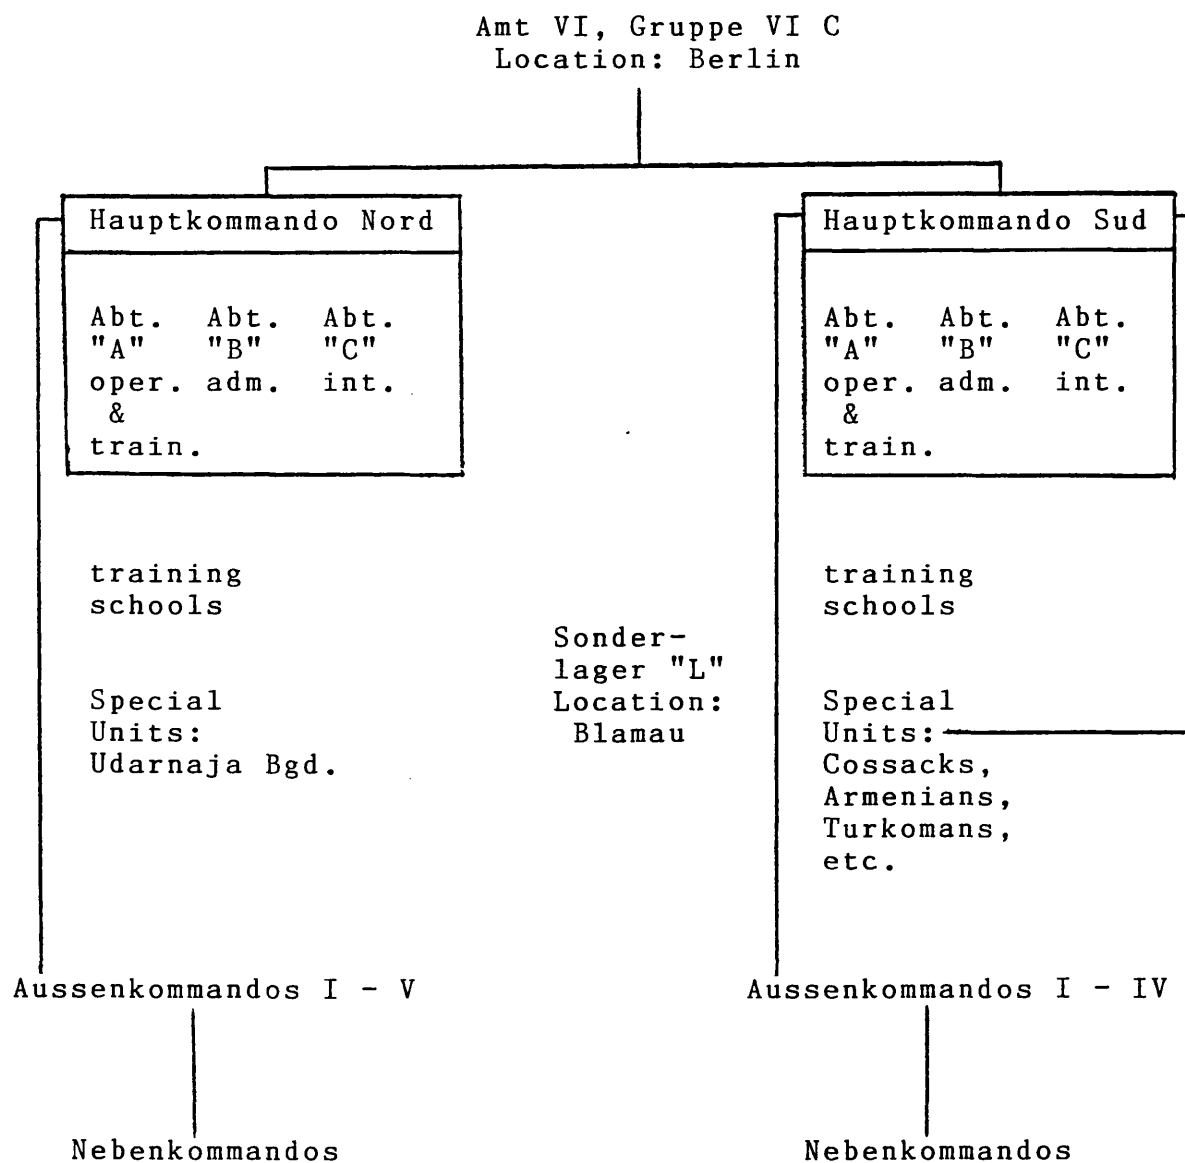 Amt VI, Gruppe VI C
Location: Berlin
Hauptkommando Nord
Abt. Abt. Abt.
"A" "B" "C"
oper. adm. int.
&
train.
training
schools
Special
Units:
Udarnaja Bgd.
Sonder-
lager "L"
Location:
Blamau
Hauptkommando Sud
Abt. Abt. Abt.
"A" "B" "C"
oper. adm. int.
&
train.
training
schools
Special
Units:
Cossacks,
Armenians,
Turkomans,
etc.
Aussenkommandos I - V
Nebenkommandos
Aussenkommandos I - IV
Nebenkommandos